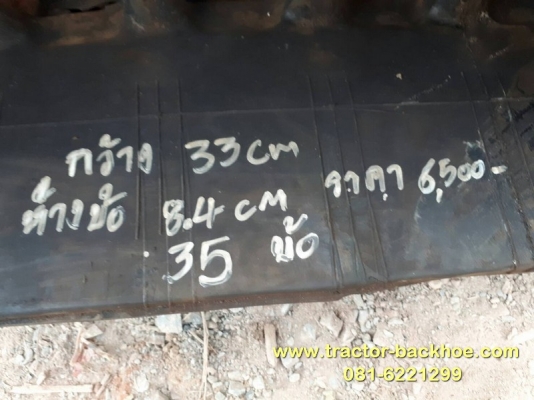 กว้าง 33 cm
ห้างข้อ 8.4 cm ราคา 6,500.-
35 ข้อ
www.tractor-backhoe.com
081-6221299